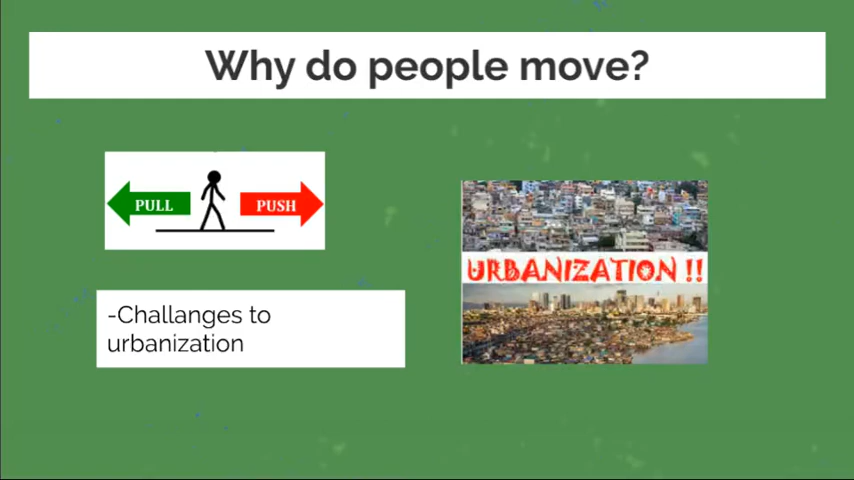 Why do people move?
PULL PUSH
URBANIZATION !!
-Challanges to
urbanization